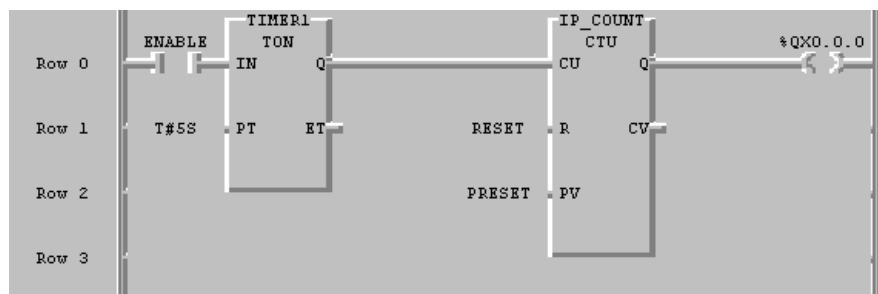 TIMER1 IP_COUNT
ENABLE TON CTU %QX0.0.0
Row 0 IN Q CU Q
Row 1 T#5S PT ET RESET R CV
Row 2 PRESET PV
Row 3